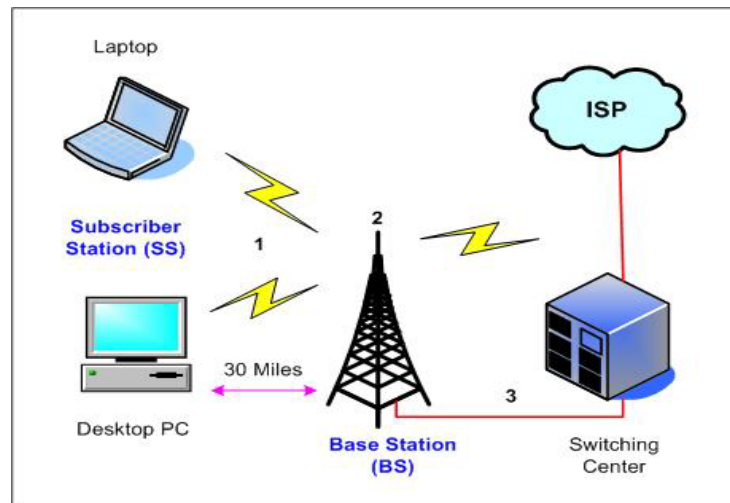 Laptop
ISP
Subscriber
Station (SS)
1
2
30 Miles
3
Desktop PC
Base Station
(BS)
Switching
Center